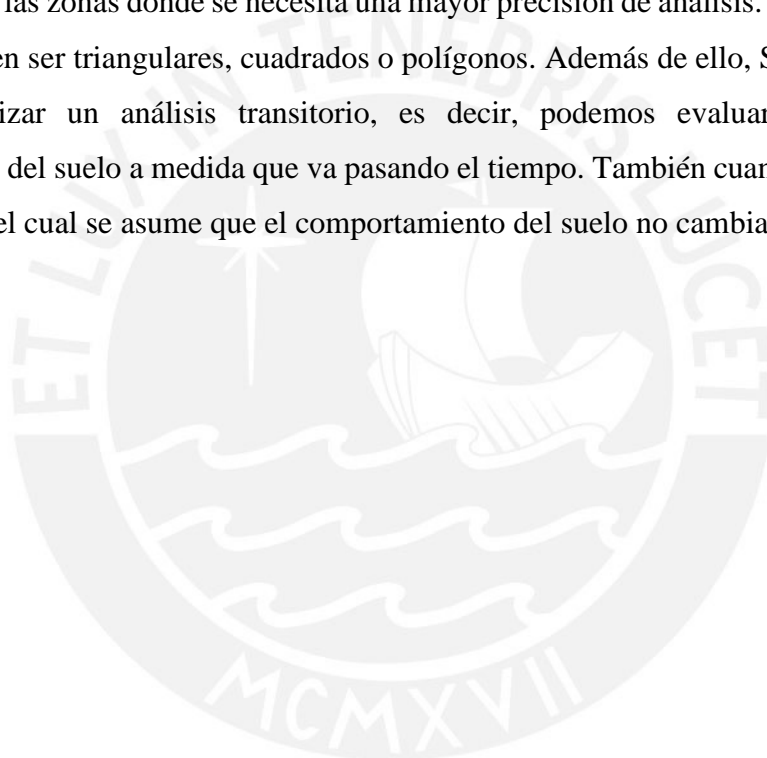 las zonas donde se necesita una mayor precisión de análisis.
en ser triangulares, cuadrados o polígonos. Además de ello, S
izar un análisis transitorio, es decir, podemos evaluar
del suelo a medida que va pasando el tiempo. También cuan
el cual se asume que el comportamiento del suelo no cambia
ET LUX IN TENEBRIS LUCET
MCMXVII